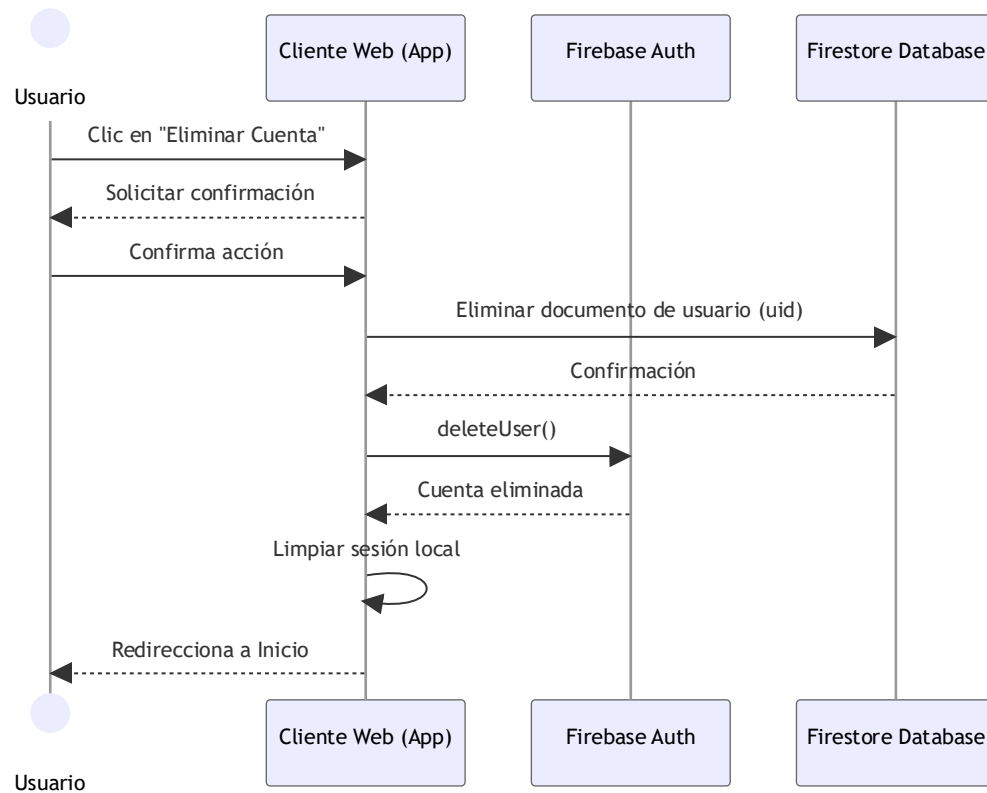 Cliente Web (App)
Firebase Auth
Firestore Database
Usuario
Clic en "Eliminar Cuenta"
Solicitar confirmación
Confirma acción
Eliminar documento de usuario (uid)
Confirmación
deleteUser()
Cuenta eliminada
Limpiar sesión local
Redirecciona a Inicio
Cliente Web (App)
Firebase Auth
Firestore Database
Usuario